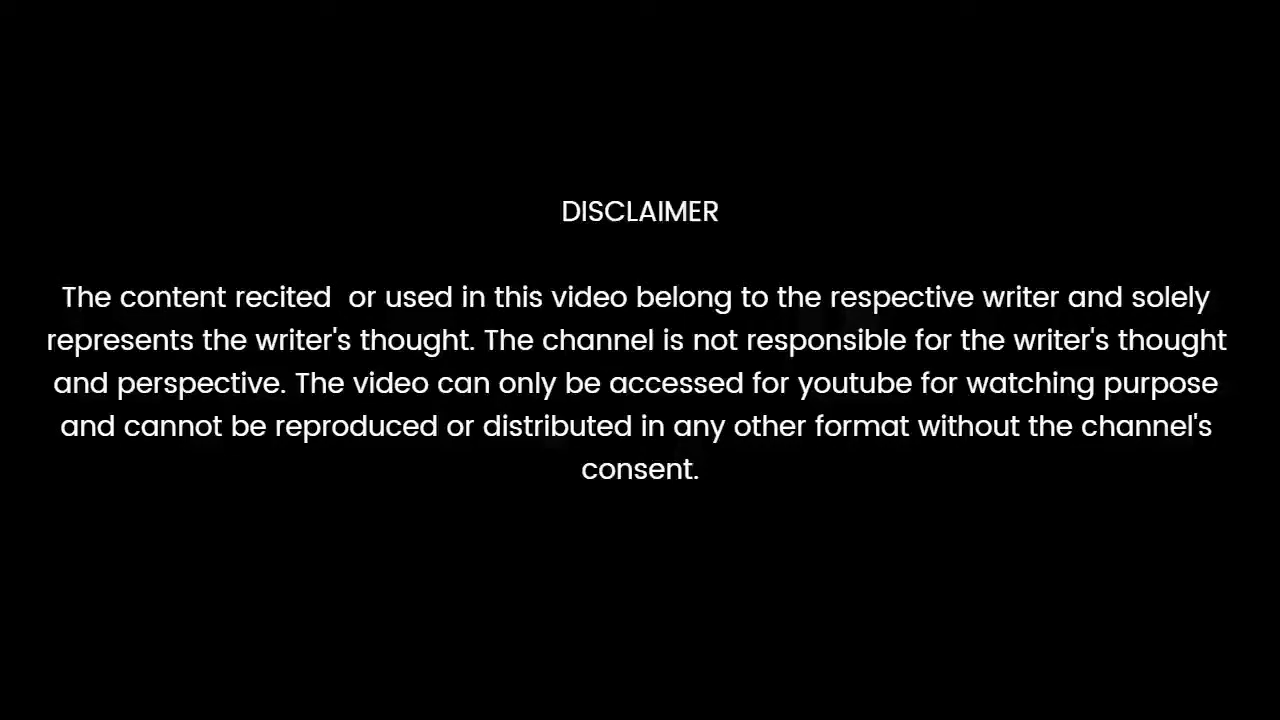 DISCLAIMER
The content recited  or used in this video belong to the respective writer and solely
represents the writer's thought. The channel is not responsible for the writer's thought
and perspective. The video can only be accessed for youtube for watching purpose
and cannot be reproduced or distributed in any other format without the channel's
consent.